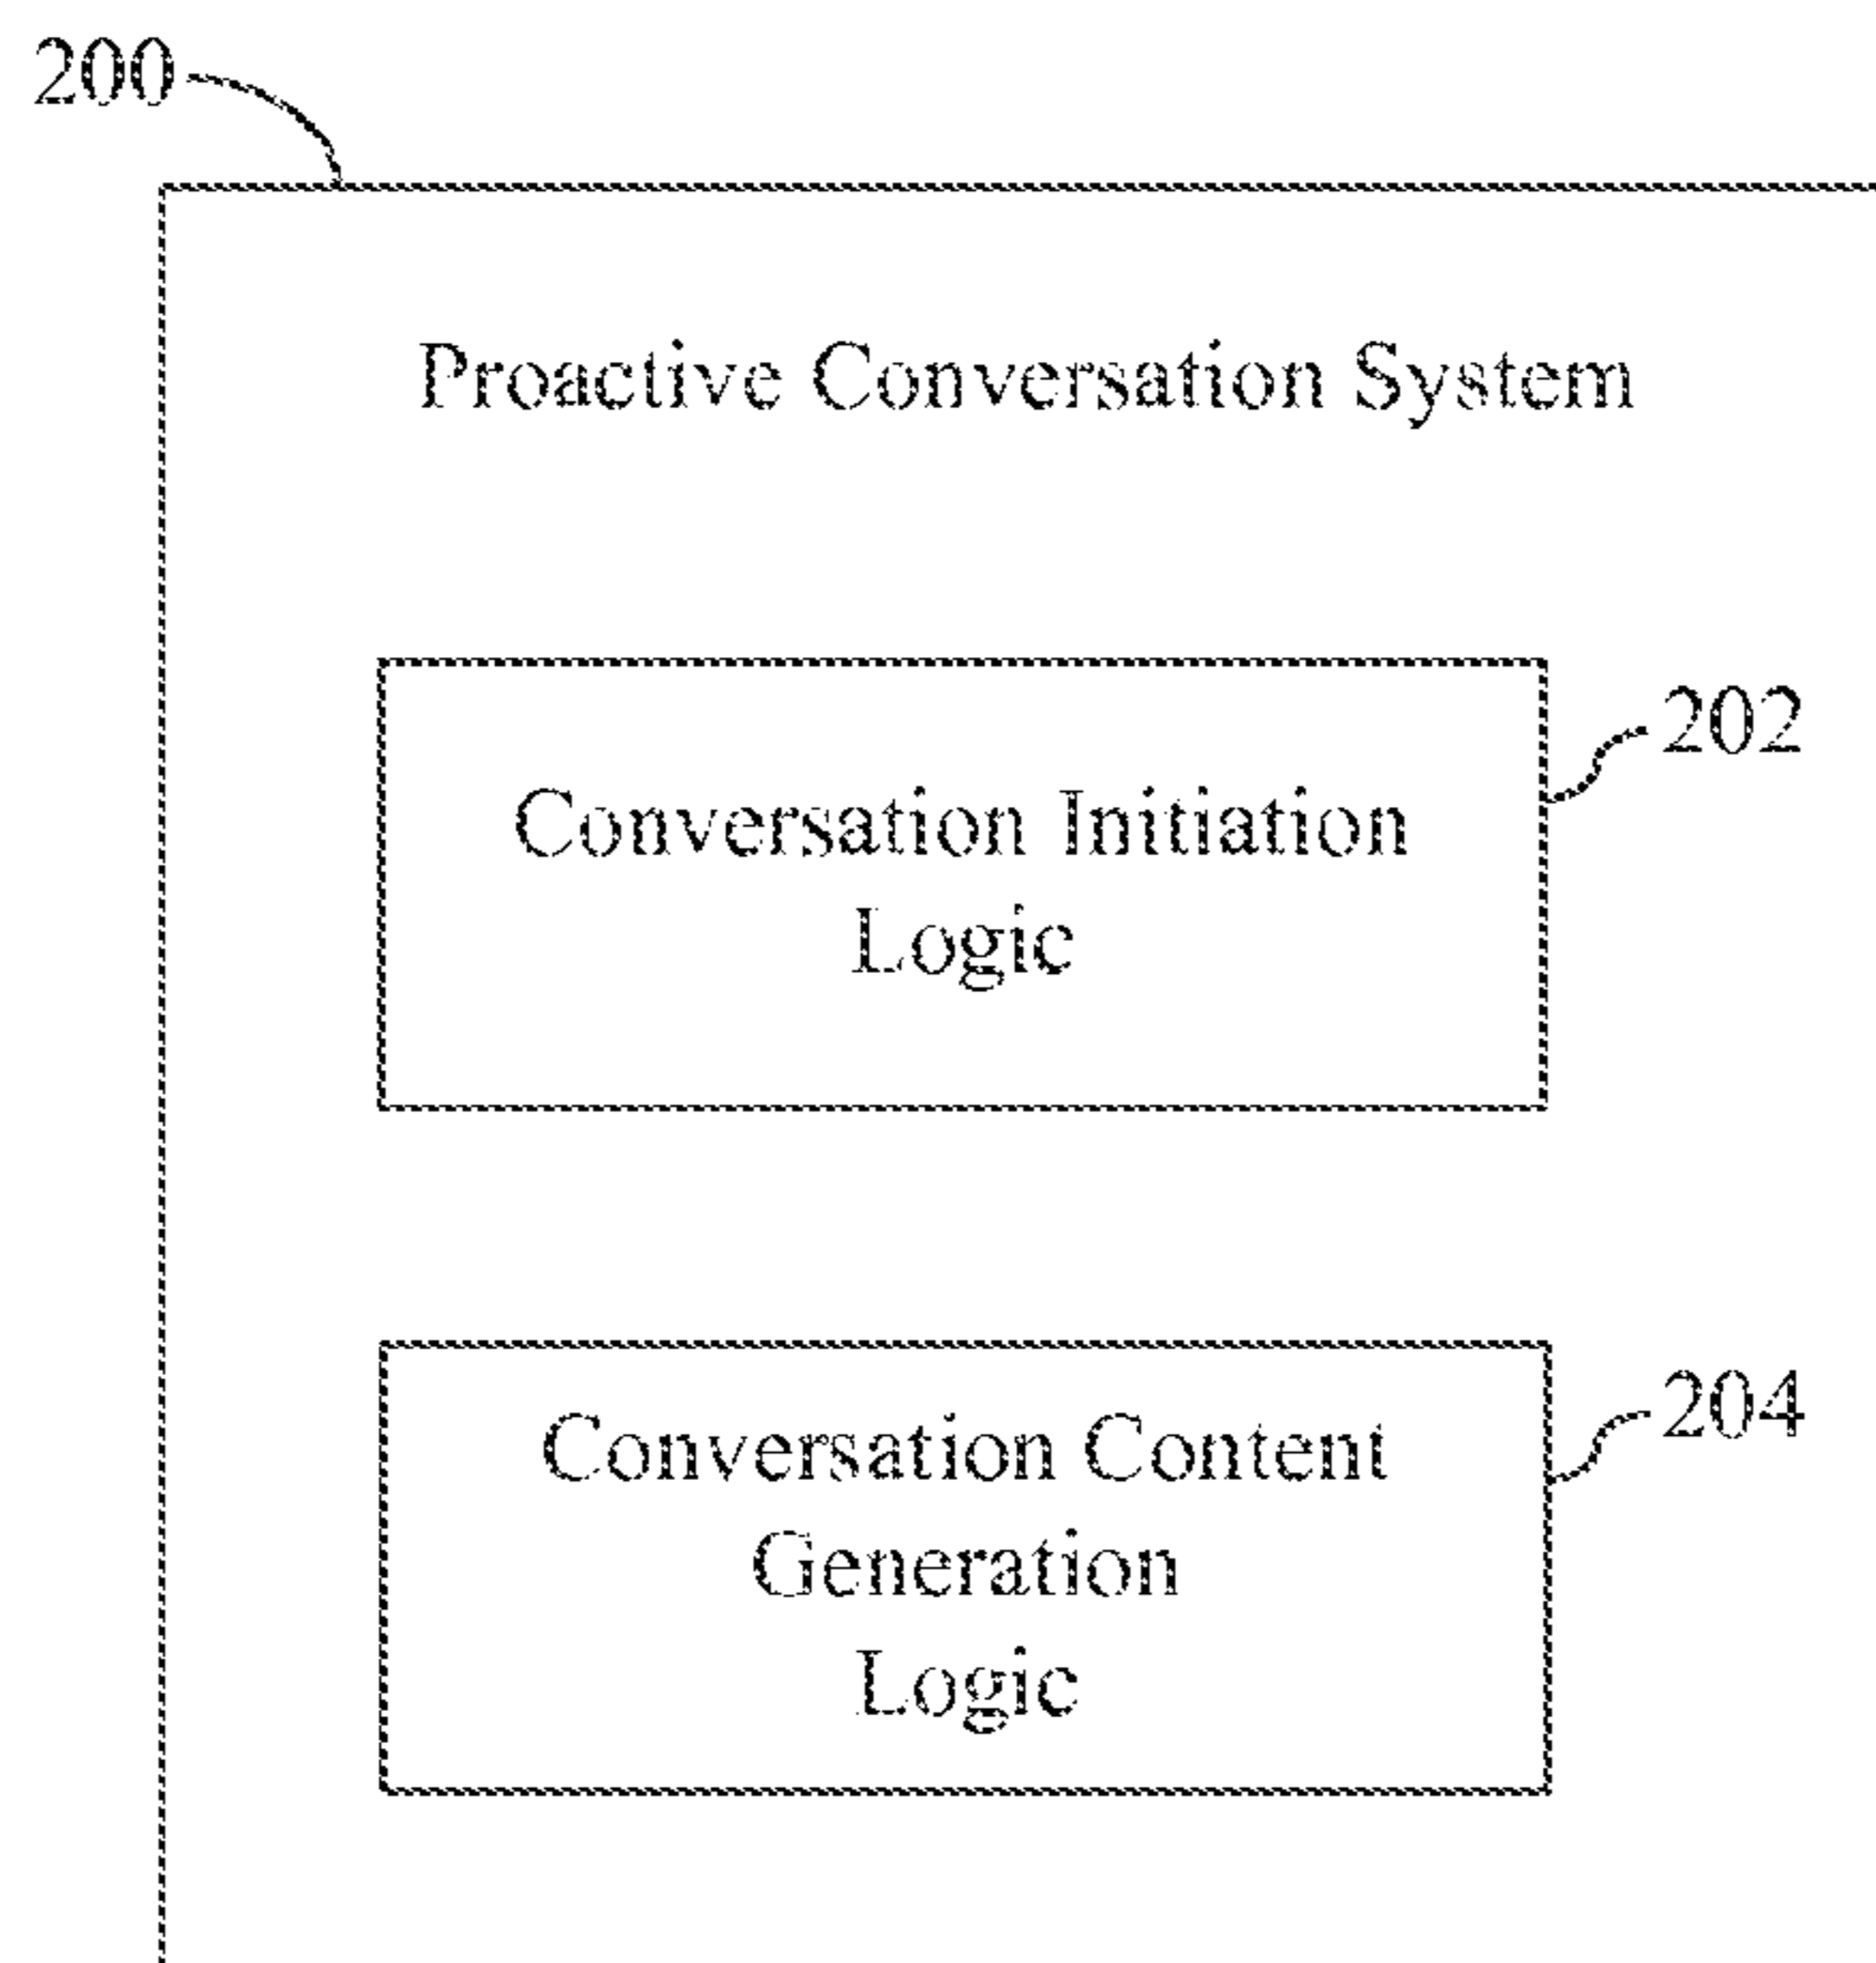 200
Proactive Conversation System
202
Conversation Initiation
Logic
204
Conversation Content
Generation
Logic